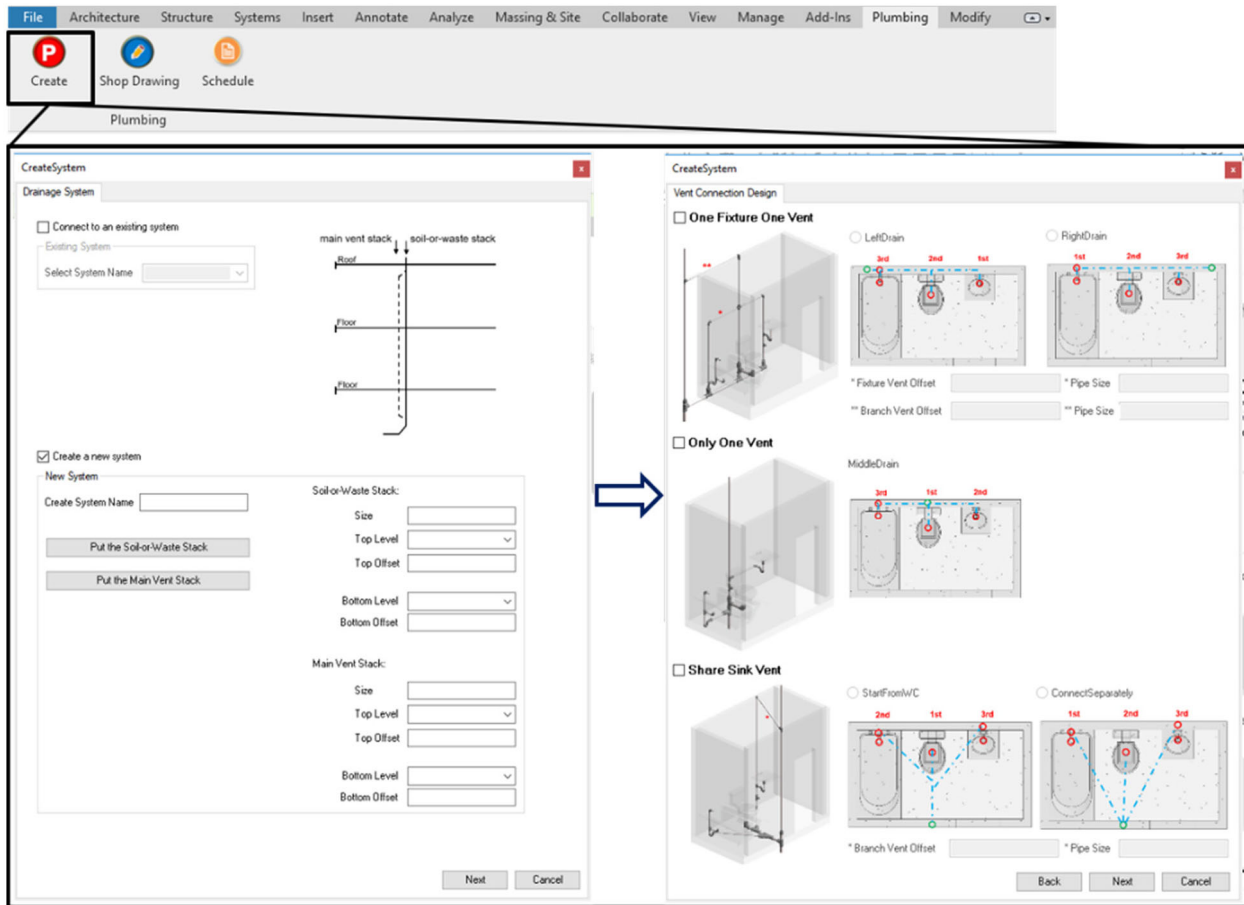 File Architecture Structure Systems Insert Annotate Analyze Massing & Site Collaborate View Manage Add-Ins Plumbing Modify
P
Create Shop Drawing Schedule
Plumbing
CreateSystem
x
Drainage System
Connect to an existing system
Existing System
Select System Name
main vent stack soil-or-waste stack
Roof
Floor
Floor
Create a new system
New System
Create System Name
Put the Soil-or-Waste Stack
Put the Main Vent Stack
Soil-or-Waste Stack:
Size
Top Level
Top Offset
Bottom Level
Bottom Offset
Main Vent Stack:
Size
Top Level
Top Offset
Bottom Level
Bottom Offset
Next Cancel
CreateSystem
x
Vent Connection Design
One Fixture One Vent
**
*
LeftDrain
3rd 2nd 1st
RightDrain
1st 2nd 3rd
* Fixture Vent Offset * Pipe Size
** Branch Vent Offset ** Pipe Size
Only One Vent
MiddleDrain
3rd 1st 2nd
Share Sink Vent
*
StartFromWC
2nd 1st 3rd
ConnectSeparately
1st 2nd 3rd
* Branch Vent Offset * Pipe Size
Back Next Cancel